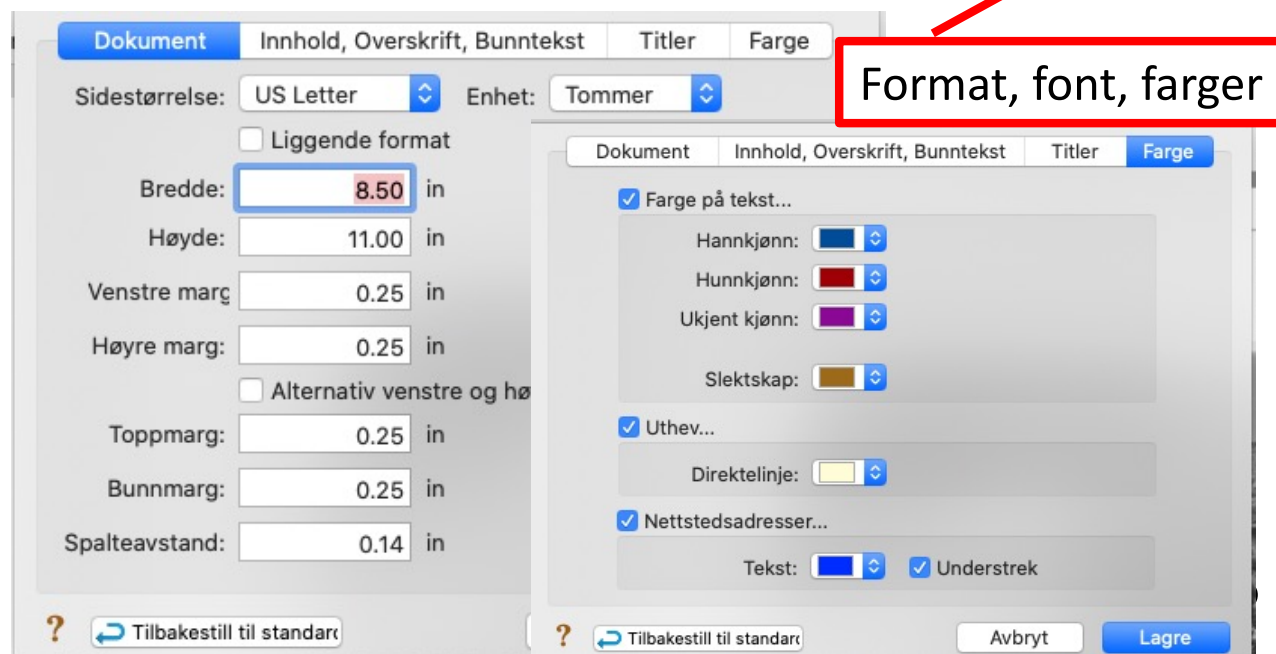 Format, font, farger
Dokument Innhold, Overskrift, Bunntekst Titler Farge
Sidestørrelse: US Letter Enhet: Tommer
Liggende format
Bredde: 8.50 in
Høyde: 11.00 in
Venstre marg 0.25 in
Høyre marg: 0.25 in
Alternativ venstre og hø
Toppmarg: 0.25 in
Bunnmarg: 0.25 in
Spalteavstand: 0.14 in
? Tilbakestill til standard
Dokument Innhold, Overskrift, Bunntekst Titler Farge
Farge på tekst...
Hannkjønn:
Hunnkjønn:
Ukjent kjønn:
Slektskap:
Uthev...
Direktelinje:
Nettstedsadresser...
Tekst: Understrek
? Tilbakestill til standard Avbryt Lagre